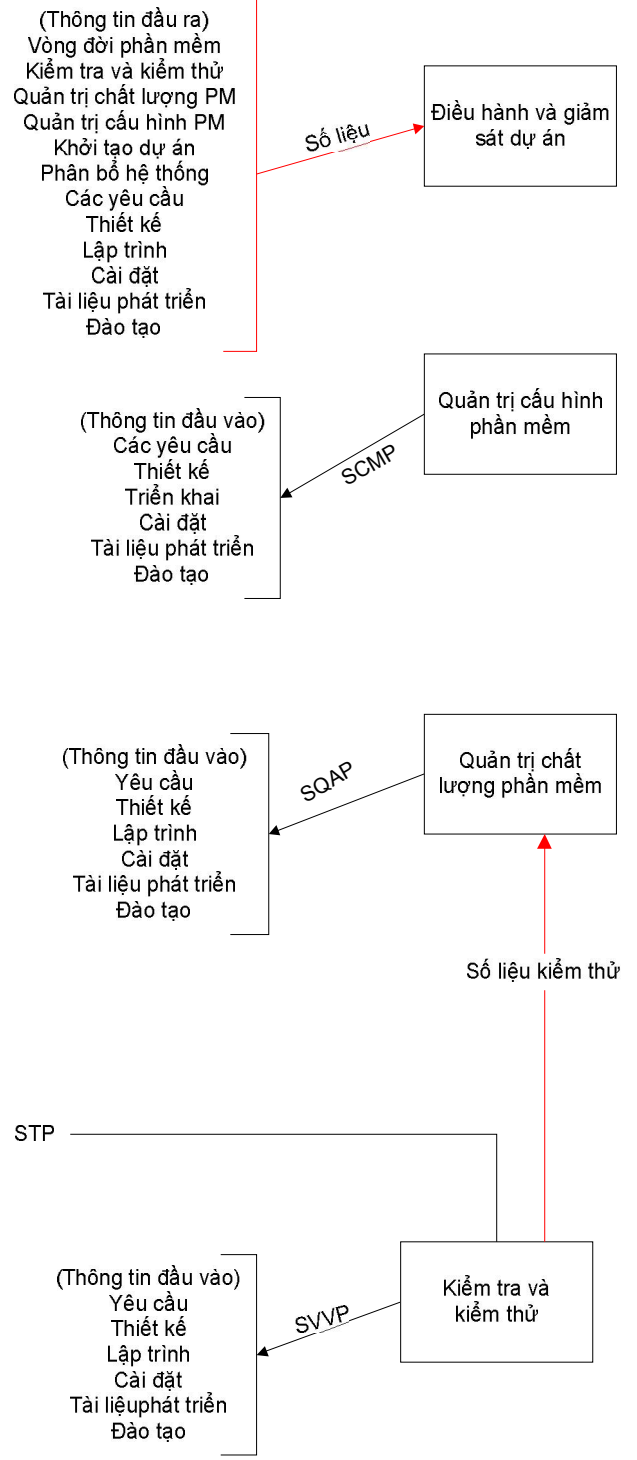 (Thông tin đầu ra)
Vòng đời phần mềm
Kiểm tra và kiểm thử
Quản trị chất lượng PM
Quản trị cấu hình PM
Khởi tạo dự án
Phân bổ hệ thống
Các yêu cầu
Thiết kế
Lập trình
Cài đặt
Tài liệu phát triển
Đào tạo
Số liệu
Điều hành và giảm
sát dự án
Quản trị cấu hình
phần mềm
SCMP
(Thông tin đầu vào)
Các yêu cầu
Thiết kế
Triển khai
Cài đặt
Tài liệu phát triển
Đào tạo
Quản trị chất
lượng phần mềm
SQAP
(Thông tin đầu vào)
Yêu cầu
Thiết kế
Lập trình
Cài đặt
Tài liệu phát triển
Đào tạo
Số liệu kiểm thử
STP
Kiểm tra và
kiểm thử
SVVP
(Thông tin đầu vào)
Yêu cầu
Thiết kế
Lập trình
Cài đặt
Tài liệuphát triển
Đào tạo